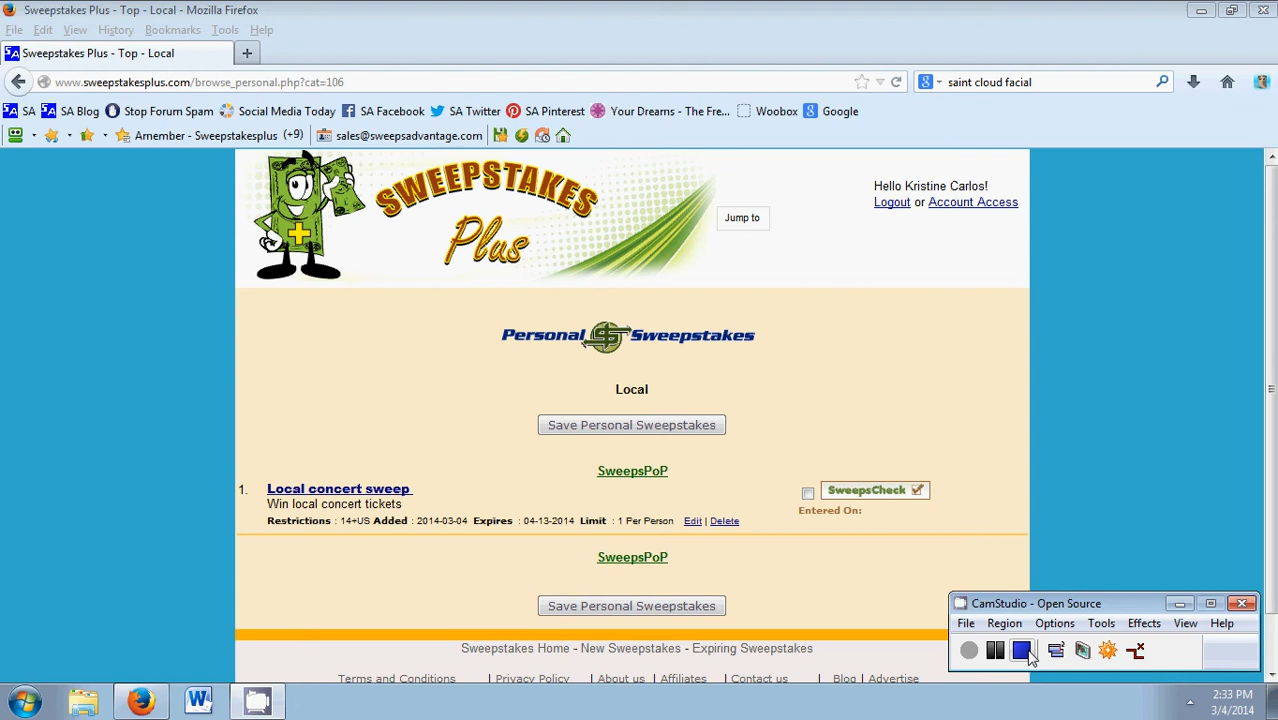 Sweepstakes Plus - Top - Local - Mozilla Firefox
File Edit View History Bookmarks Tools Help
SA Sweepstakes Plus - Top - Local +
www.sweepstakesplus.com/browse_personal.php?cat=106 saint cloud facial
SA SA SA SA Blog Stop Forum Spam Social Media Today SA Facebook SA Twitter SA Pinterest Your Dreams - The Fre... Woobox Google
Amember - Sweepstakesplus (+9) sales@sweepsadvantage.com
SWEEPSTAKES
Plus
Jump to
Hello Kristine Carlos!
Logout or Account Access
Personal Sweepstakes
Local
Save Personal Sweepstakes
SweepsPoP
1. Local concert sweep
Win local concert tickets
Restrictions : 14+US Added : 2014-03-04 Expires : 04-13-2014 Limit : 1 Per Person Edit | Delete
SweepsCheck
Entered On:
SweepsPoP
Save Personal Sweepstakes
Sweepstakes Home - New Sweepstakes - Expiring Sweepstakes
Terms and Conditions Privacy Policy About us Affiliates Contact us Blog Advertise
CamStudio - Open Source
File Region Options Tools Effects View Help
2:33 PM
3/4/2014